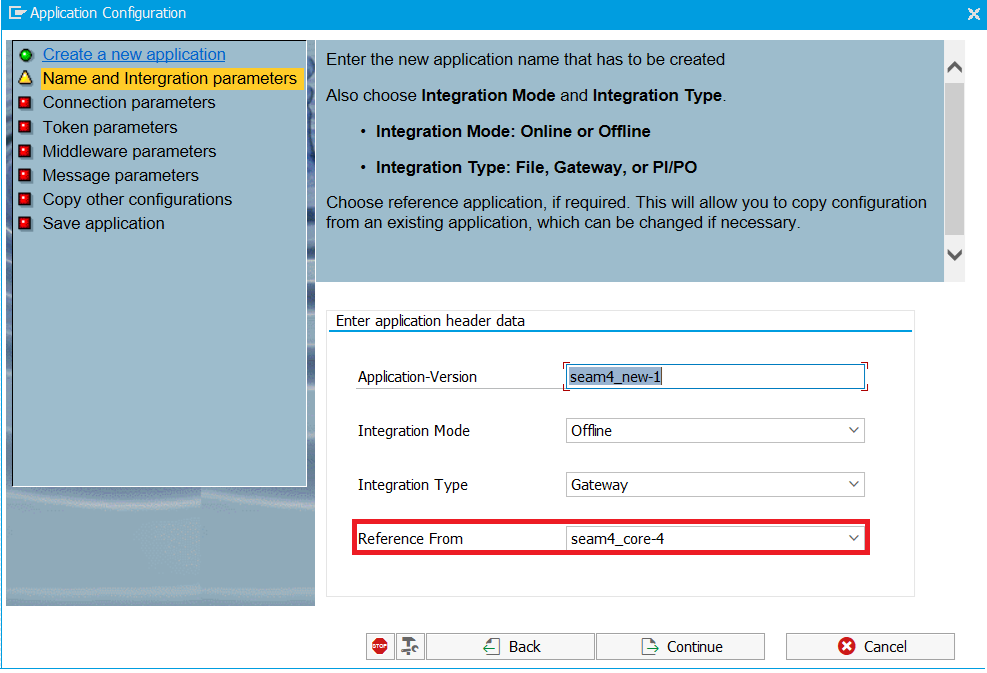 Application Configuration
Create a new application
Name and Intergration parameters
Connection parameters
Token parameters
Middleware parameters
Message parameters
Copy other configurations
Save application
Enter the new application name that has to be created
Also choose Integration Mode and Integration Type.
• Integration Mode: Online or Offline
• Integration Type: File, Gateway, or PI/PO
Choose reference application, if required. This will allow you to copy configuration
from an existing application, which can be changed if necessary.
Enter application header data
Application-Version seam4_new-1
Integration Mode Offline
Integration Type Gateway
Reference From seam4_core-4
STOP Back Continue Cancel